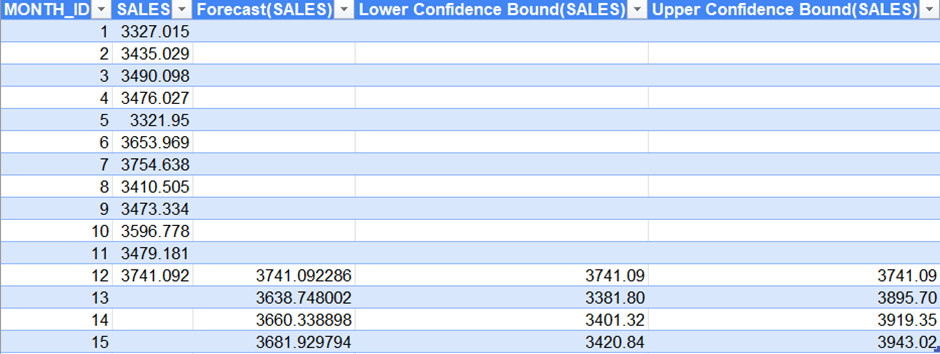 MONTH_ID SALES Forecast(SALES) Lower Confidence Bound(SALES) Upper Confidence Bound(SALES)
1 3327.015
2 3435.029
3 3490.098
4 3476.027
5 3321.95
6 3653.969
7 3754.638
8 3410.505
9 3473.334
10 3596.778
11 3479.181
12 3741.092 3741.092286 3741.09 3741.09
13 3638.748002 3381.80 3895.70
14 3660.338898 3401.32 3919.35
15 3681.929794 3420.84 3943.02